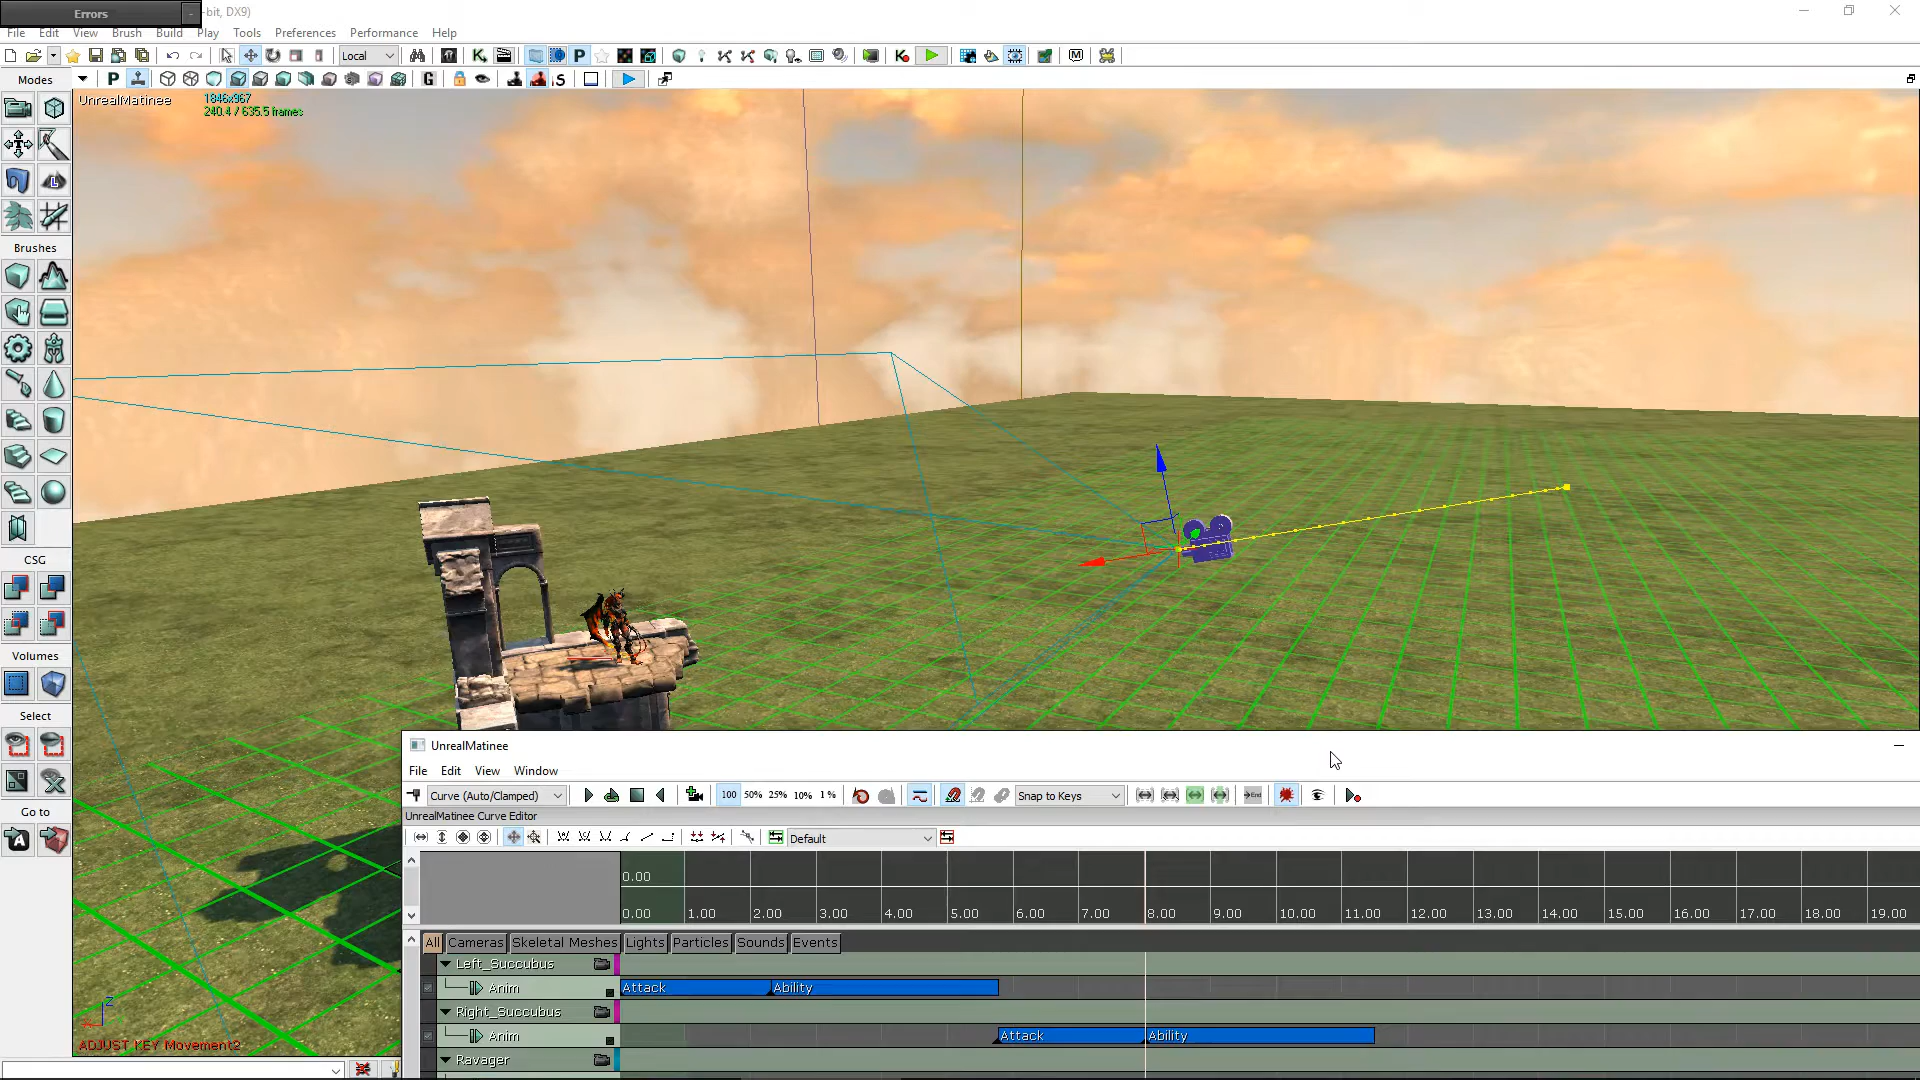 Errors
-bit, DX9)
File Edit View Brush Build Play Tools Preferences Performance Help
Local
Modes
UnrealMatinee
1846x967
240.4 / 635.5 frames
Brushes
CSG
Volumes
Select
Go to
ADJUST KEY Movement2
UnrealMatinee
File Edit View Window
Curve (Auto/Clamped) 100 50% 25% 10% 1% Snap to Keys End
UnrealMatinee Curve Editor
Default
0.00
0.00 1.00 2.00 3.00 4.00 5.00 6.00 7.00 8.00 9.00 10.00 11.00 12.00 13.00 14.00 15.00 16.00 17.00 18.00 19.00
All Cameras Skeletal Meshes Lights Particles Sounds Events
Left_Succubus
Anim Attack Ability
Right_Succubus
Anim Attack Ability
Ravager